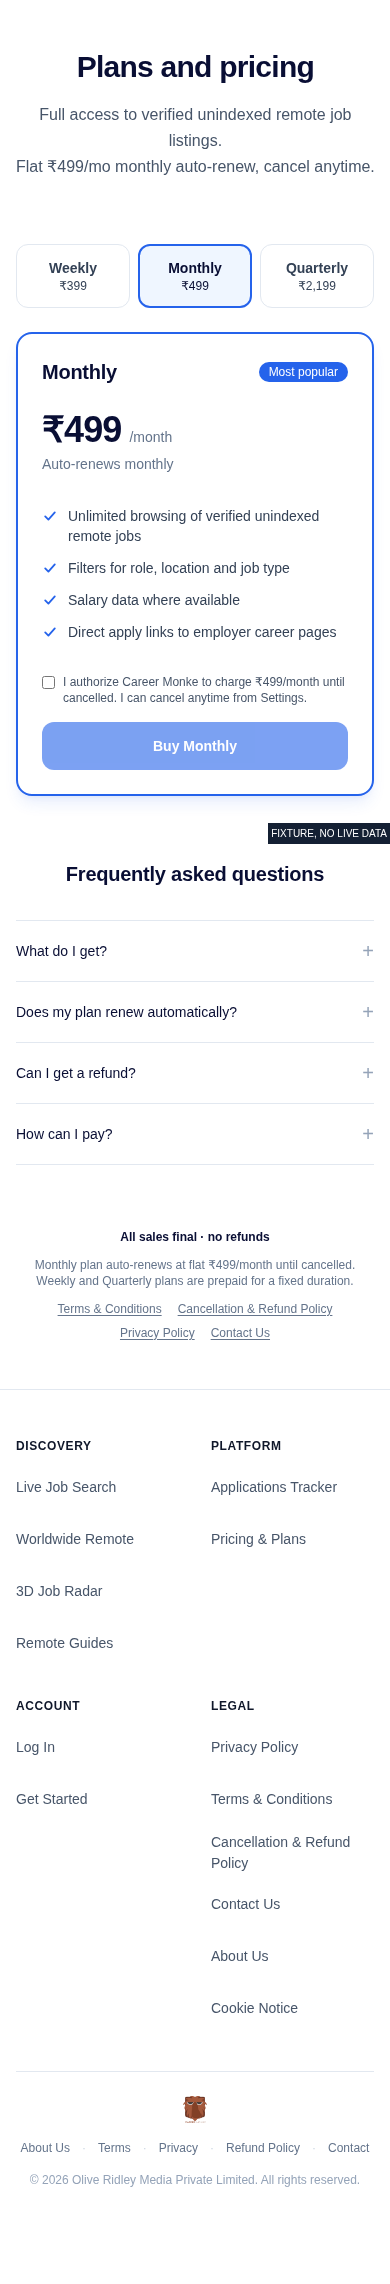 Plans and pricing
Full access to verified unindexed remote job
listings.
Flat ₹499/mo monthly auto-renew, cancel anytime.
Weekly
₹399
Monthly
₹499
Quarterly
₹2,199
Monthly
Most popular
₹499 /month
Auto-renews monthly
Unlimited browsing of verified unindexed
remote jobs
Filters for role, location and job type
Salary data where available
Direct apply links to employer career pages
I authorize Career Monke to charge ₹499/month until
cancelled. I can cancel anytime from Settings.
Buy Monthly
FIXTURE, NO LIVE DATA
Frequently asked questions
What do I get? +
Does my plan renew automatically? +
Can I get a refund? +
How can I pay? +
All sales final · no refunds
Monthly plan auto-renews at flat ₹499/month until cancelled.
Weekly and Quarterly plans are prepaid for a fixed duration.
Terms & Conditions Cancellation & Refund Policy
Privacy Policy Contact Us
DISCOVERY
Live Job Search
Worldwide Remote
3D Job Radar
Remote Guides
PLATFORM
Applications Tracker
Pricing & Plans
ACCOUNT
Log In
Get Started
LEGAL
Privacy Policy
Terms & Conditions
Cancellation & Refund
Policy
Contact Us
About Us
Cookie Notice
About Us · Terms · Privacy · Refund Policy · Contact
© 2026 Olive Ridley Media Private Limited. All rights reserved.